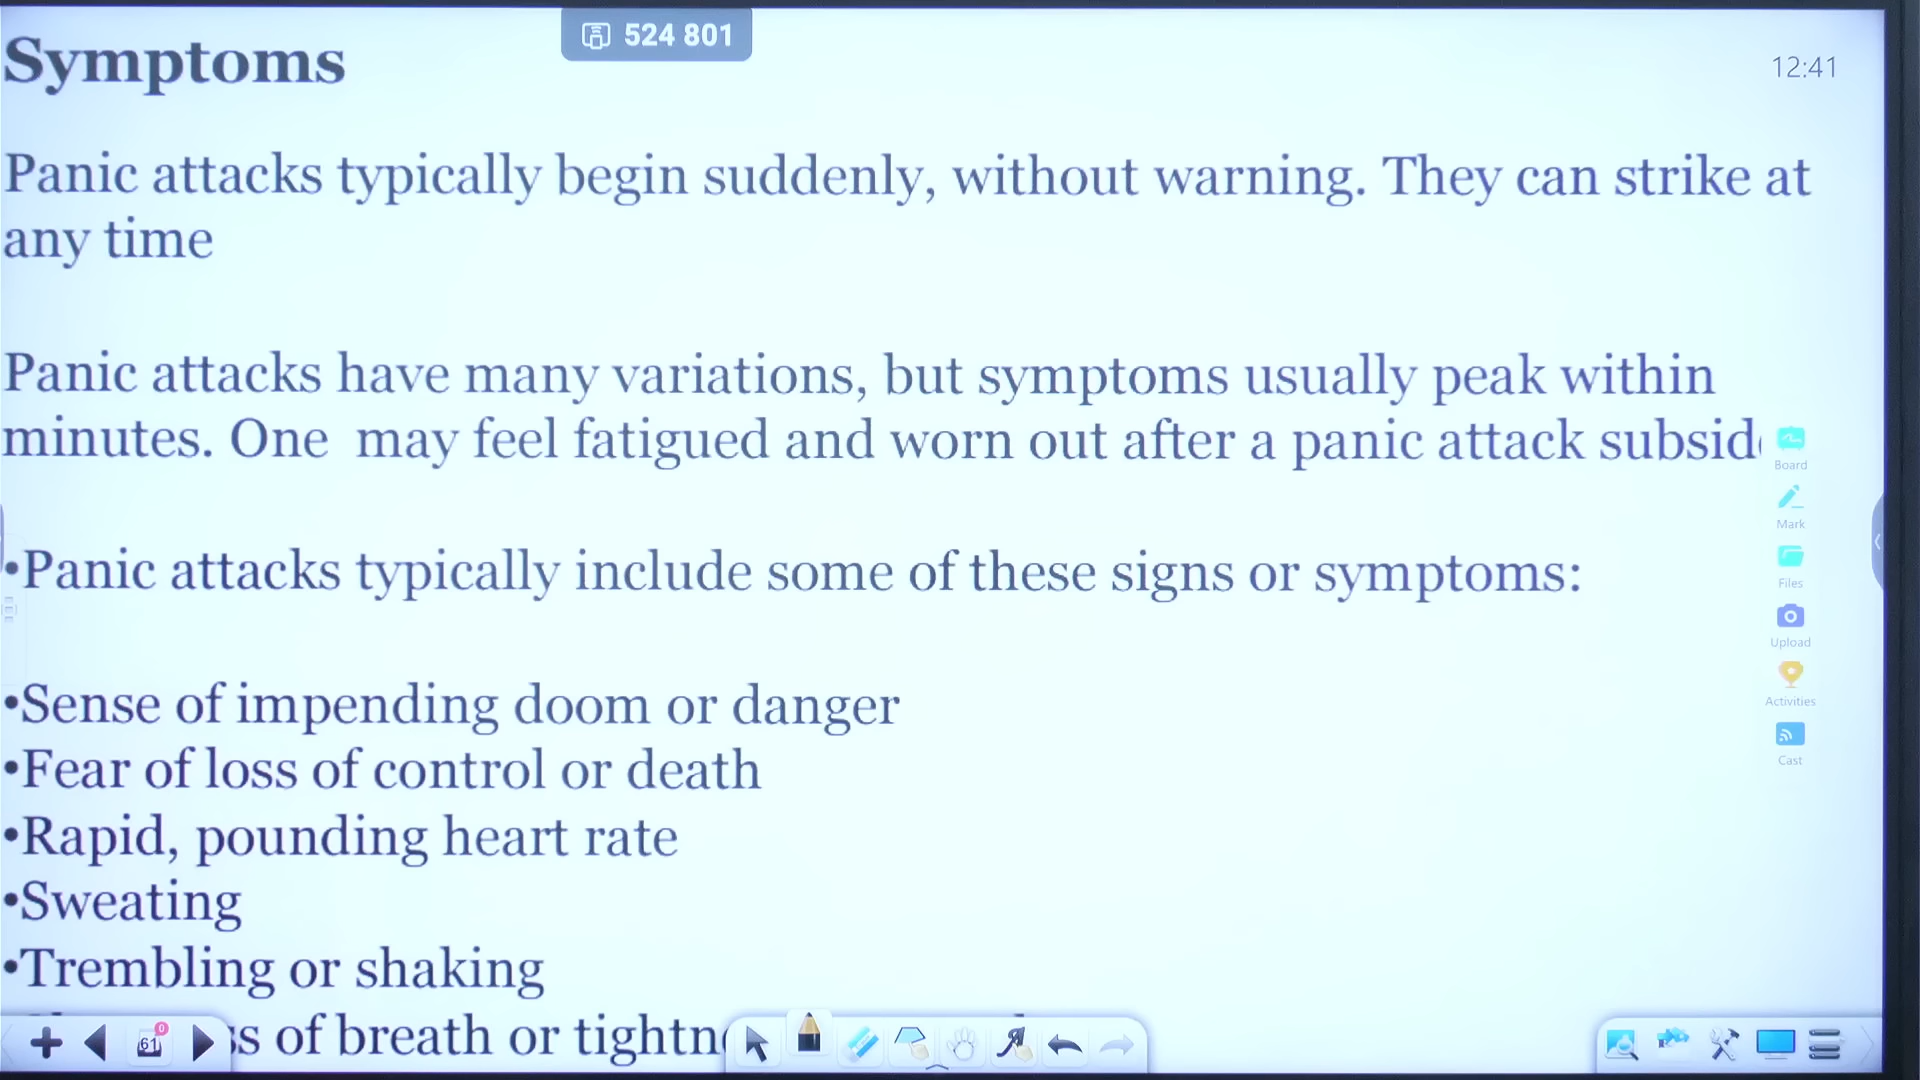 524 801
Symptoms
12:41
Panic attacks typically begin suddenly, without warning. They can strike at
any time
Panic attacks have many variations, but symptoms usually peak within
minutes. One may feel fatigued and worn out after a panic attack subsid
Board
Mark
•Panic attacks typically include some of these signs or symptoms:
Files
Upload
•Sense of impending doom or danger
Activities
Cast
•Fear of loss of control or death
•Rapid, pounding heart rate
•Sweating
•Trembling or shaking
ss of breath or tightn
61
0